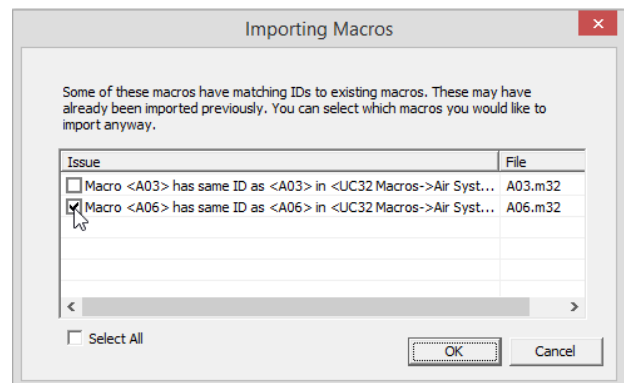 Importing Macros
Some of these macros have matching IDs to existing macros. These may have
already been imported previously. You can select which macros you would like to
import anyway.
Issue File
Macro <A03> has same ID as <A03> in <UC32 Macros->Air Syst... A03.m32
Macro <A06> has same ID as <A06> in <UC32 Macros->Air Syst... A06.m32
Select All
OK Cancel